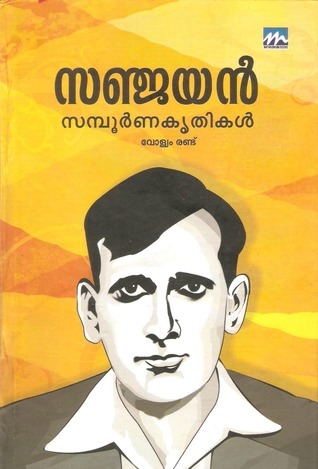 സഞ്ജയൻ
സമ്പൂർണകൃതികൾ
വോള്യം രണ്ട്